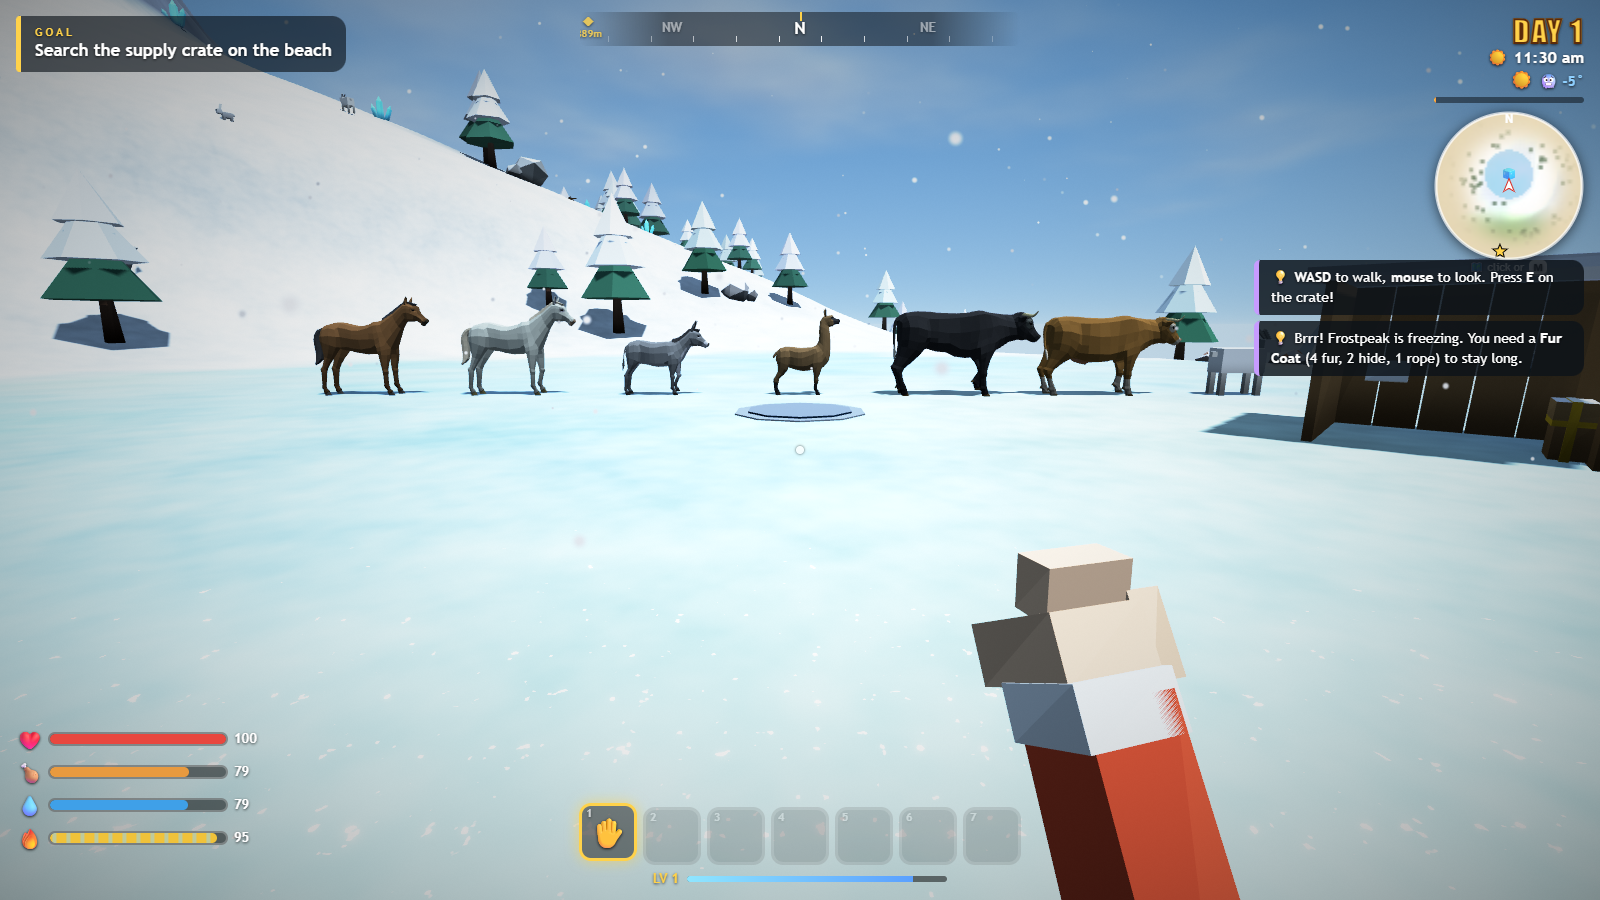 GOAL
Search the supply crate on the beach
NW
N
NE
89m
DAY 1
11:30 am
-5°
N
WASD to walk, mouse to look. Press E on
the crate!
Brrr! Frostpeak is freezing. You need a Fur
Coat (4 fur, 2 hide, 1 rope) to stay long.
100
79
79
95
1
2
3
4
5
6
7
LV 1